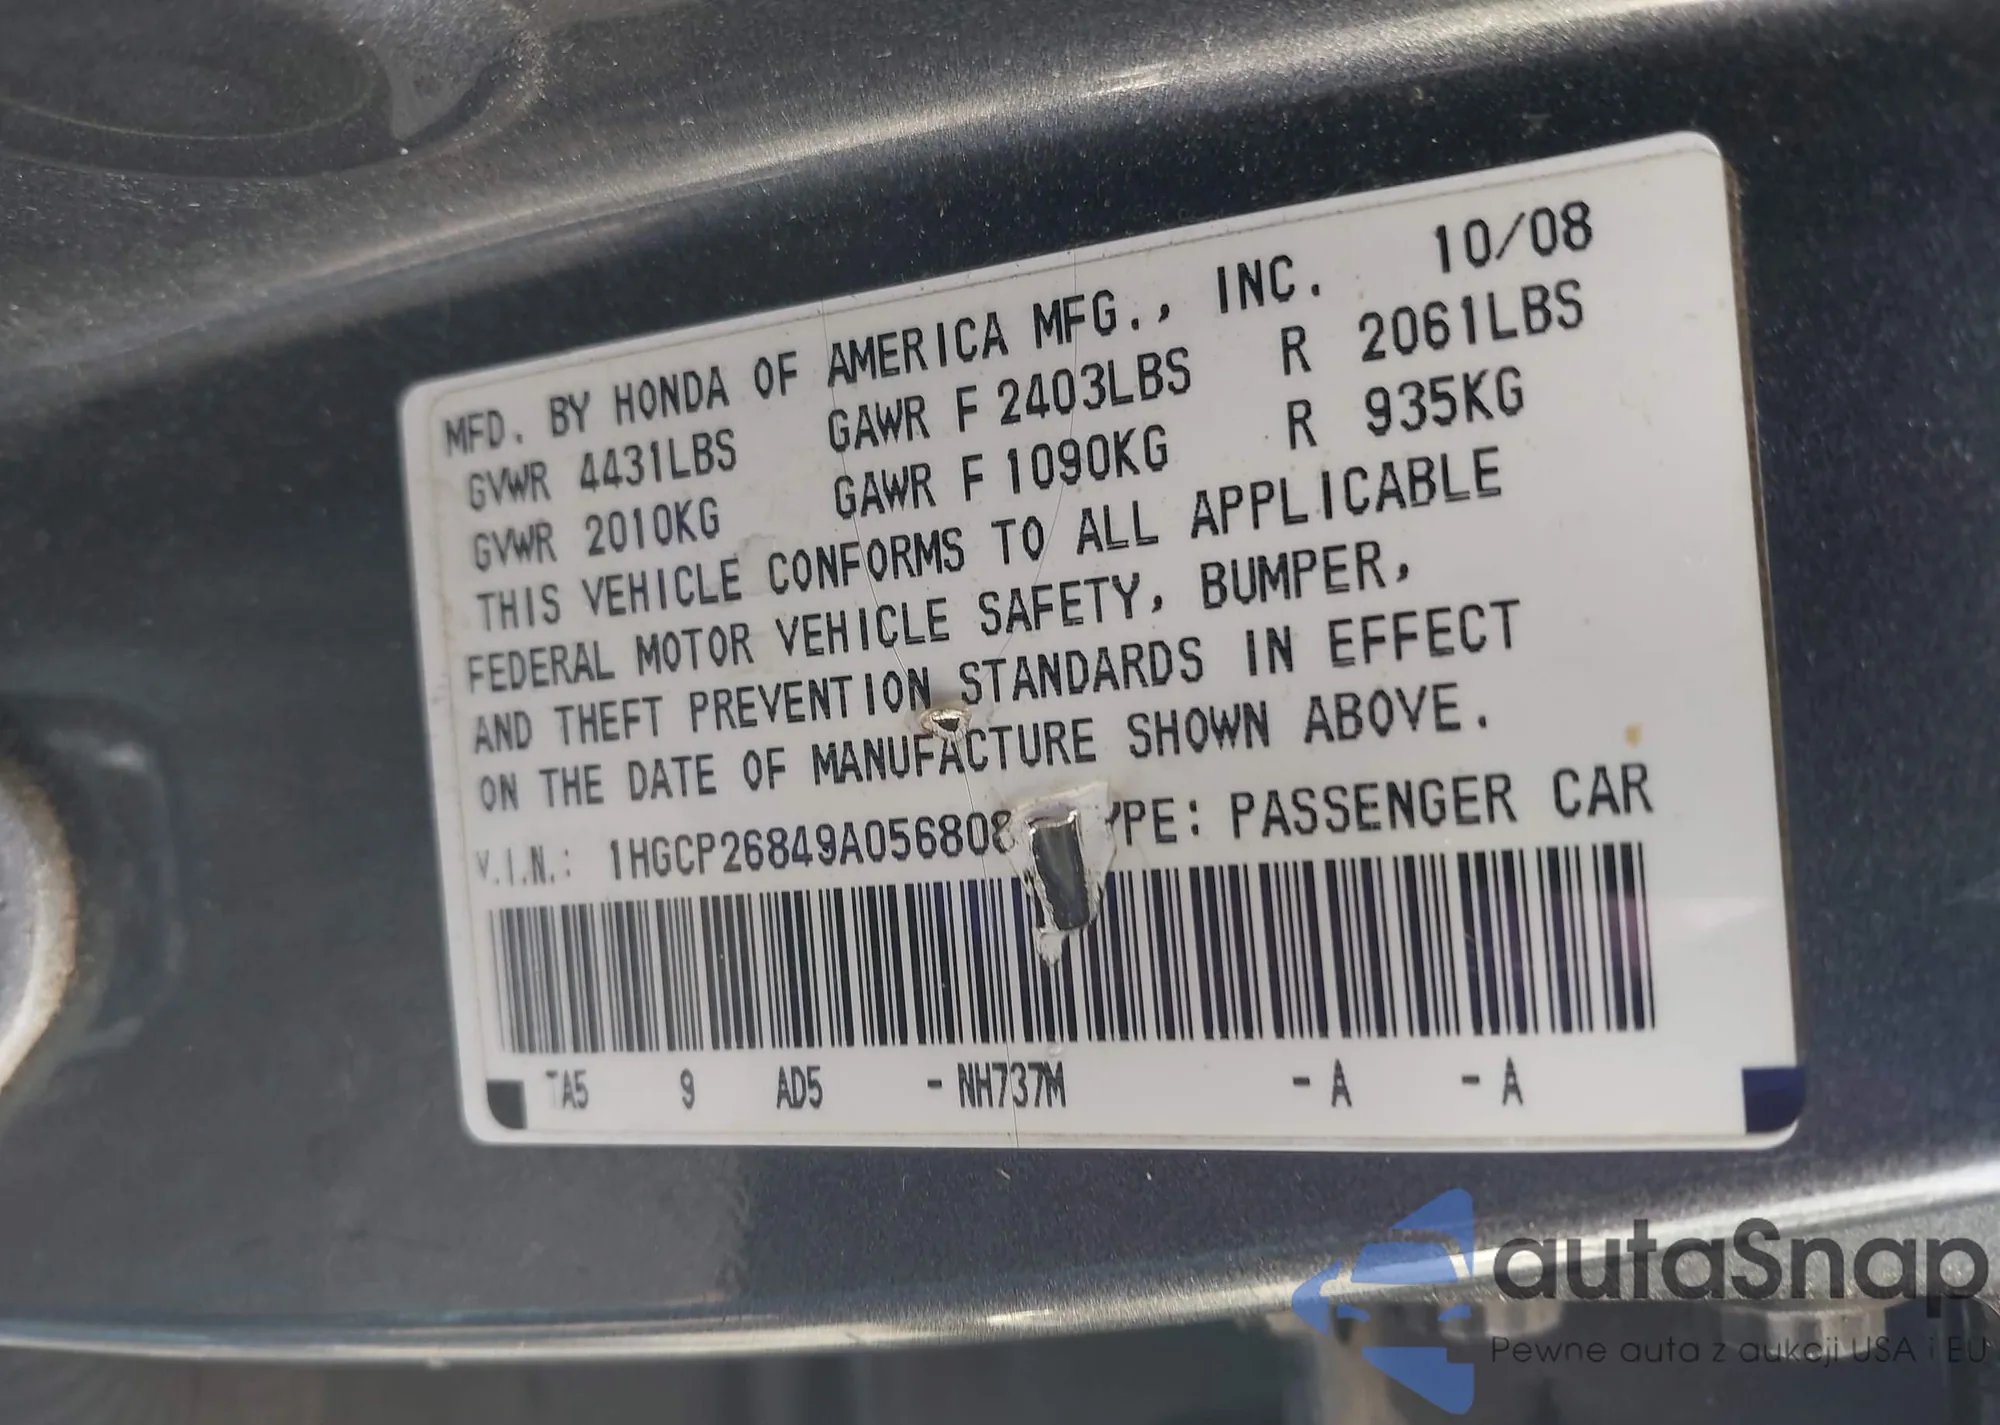 MFD. BY HONDA OF AMERICA MFG., INC. 10/08
GVWR 4431LBS GAWR F 2403LBS R 2061LBS
GVWR 2010KG GAWR F 1090KG R 935KG
THIS VEHICLE CONFORMS TO ALL APPLICABLE
FEDERAL MOTOR VEHICLE SAFETY, BUMPER,
AND THEFT PREVENTION STANDARDS IN EFFECT
ON THE DATE OF MANUFACTURE SHOWN ABOVE.
V.I.N.: 1HGCP26849A056808 YPE: PASSENGER CAR
TA5 9 AD5 - NH737M - A - A
autaSnap
Pewne auta z aukcji USA i EU